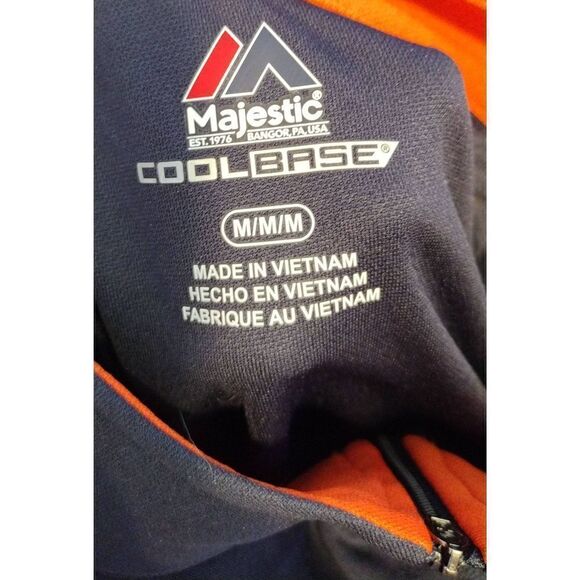 Majestic®
EST. 1976 BANGOR, PA. USA
COOLBASE®
M/M/M
MADE IN VIETNAM
HECHO EN VIETNAM
FABRIQUE AU VIETNAM